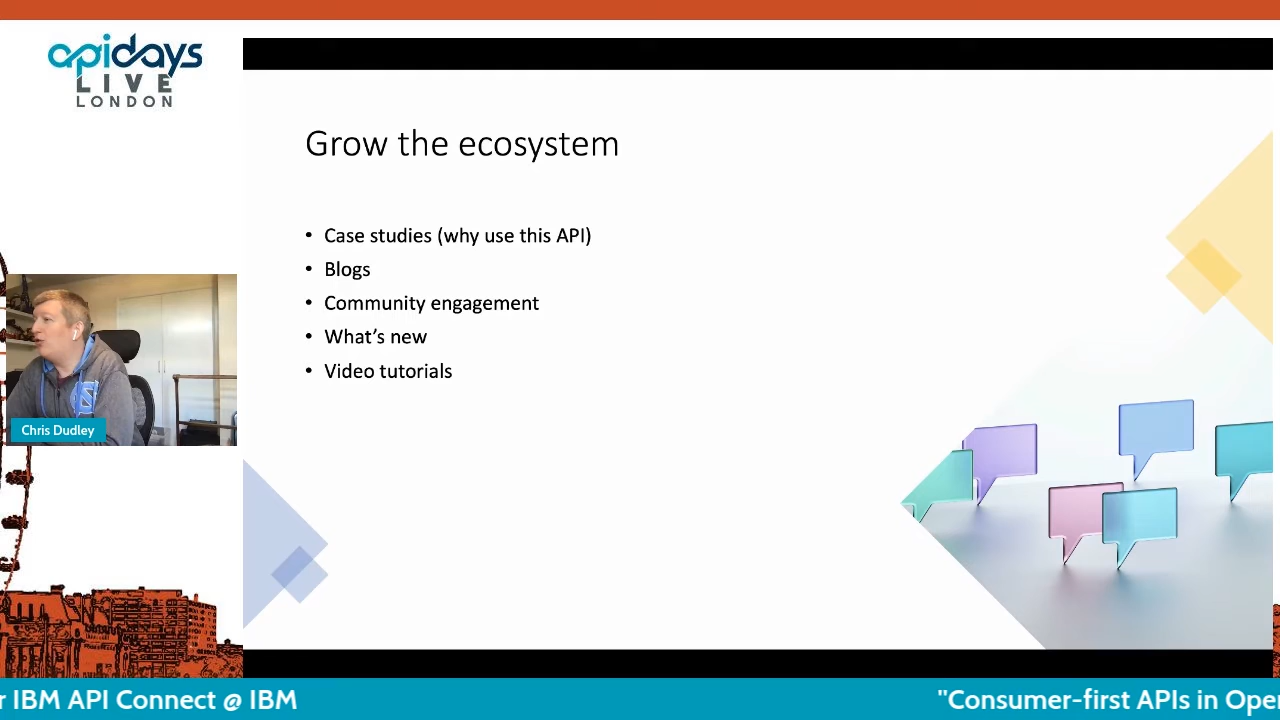 apidays
LIVE
LONDON
Grow the ecosystem
• Case studies (why use this API)
• Blogs
• Community engagement
• What's new
• Video tutorials
Chris Dudley
r IBM API Connect @ IBM
"Consumer-first APIs in Oper